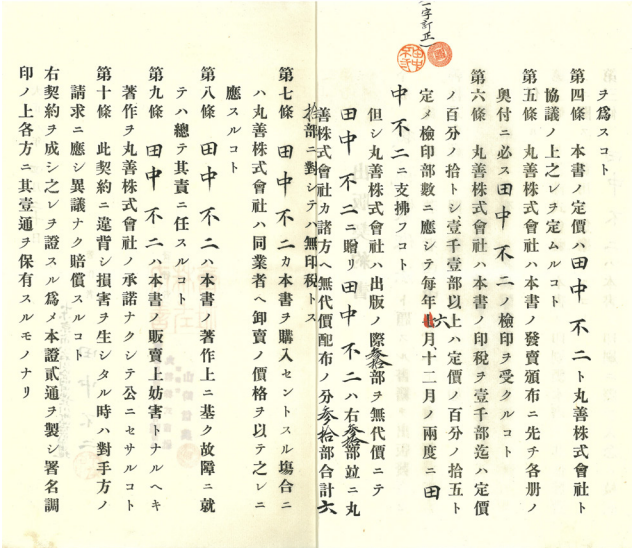 一字訂正
ヲ爲スコト
第四條　本書ノ定價ハ田中不二ト丸善株式會社ト
協議ノ上之レヲ定ムルコト
第五條　丸善株式會社ハ本書ノ發賣頒布ニ先チ各册ノ
奥付ニ必ス田中不二ノ檢印ヲ受クルコト
第六條　丸善株式會社ハ本書ノ印税ヲ壹千部迄ハ定價
ノ百分ノ拾トシ、壹千壹部以上ハ定價ノ百分ノ拾五ト
定メ檢印部數ニ應シテ每年六月十二月ノ兩度ニ田
中不二ニ支拂フコト
但シ丸善株式會社ハ出版ノ際參拾部ヲ無代價ニテ
田中不二ニ贈リ田中不二ハ右參拾部竝ニ丸
善株式會社カ諸方ヘ無代價配布ノ分參拾部合計六
拾部ニ對シテハ無印税トス
第七條　田中不二カ本書ヲ購入セントスル塲合ニ
ハ丸善株式會社ハ同業者ヘ卸賣ノ價格ヲ以テ之レニ
應スルコト
第八條　田中不二ハ本書ノ著作上ニ基ク故障ニ就
テハ總テ其責ニ任スルコト
第九條　田中不二ハ本書ノ販賣上妨害トナルヘキ
著作ヲ丸善株式會社ノ承諾ナクシテ公ニセサルコト
第十條　此契約ニ違背シ損害ヲ生シタル時ハ對手方ノ
請求ニ應シ異議ナク賠償スルコト
右契約ヲ成シ之レヲ證スル爲メ本證貳通ヲ製シ署名調
印ノ上各方ニ其壹通ヲ保有スルモノナリ